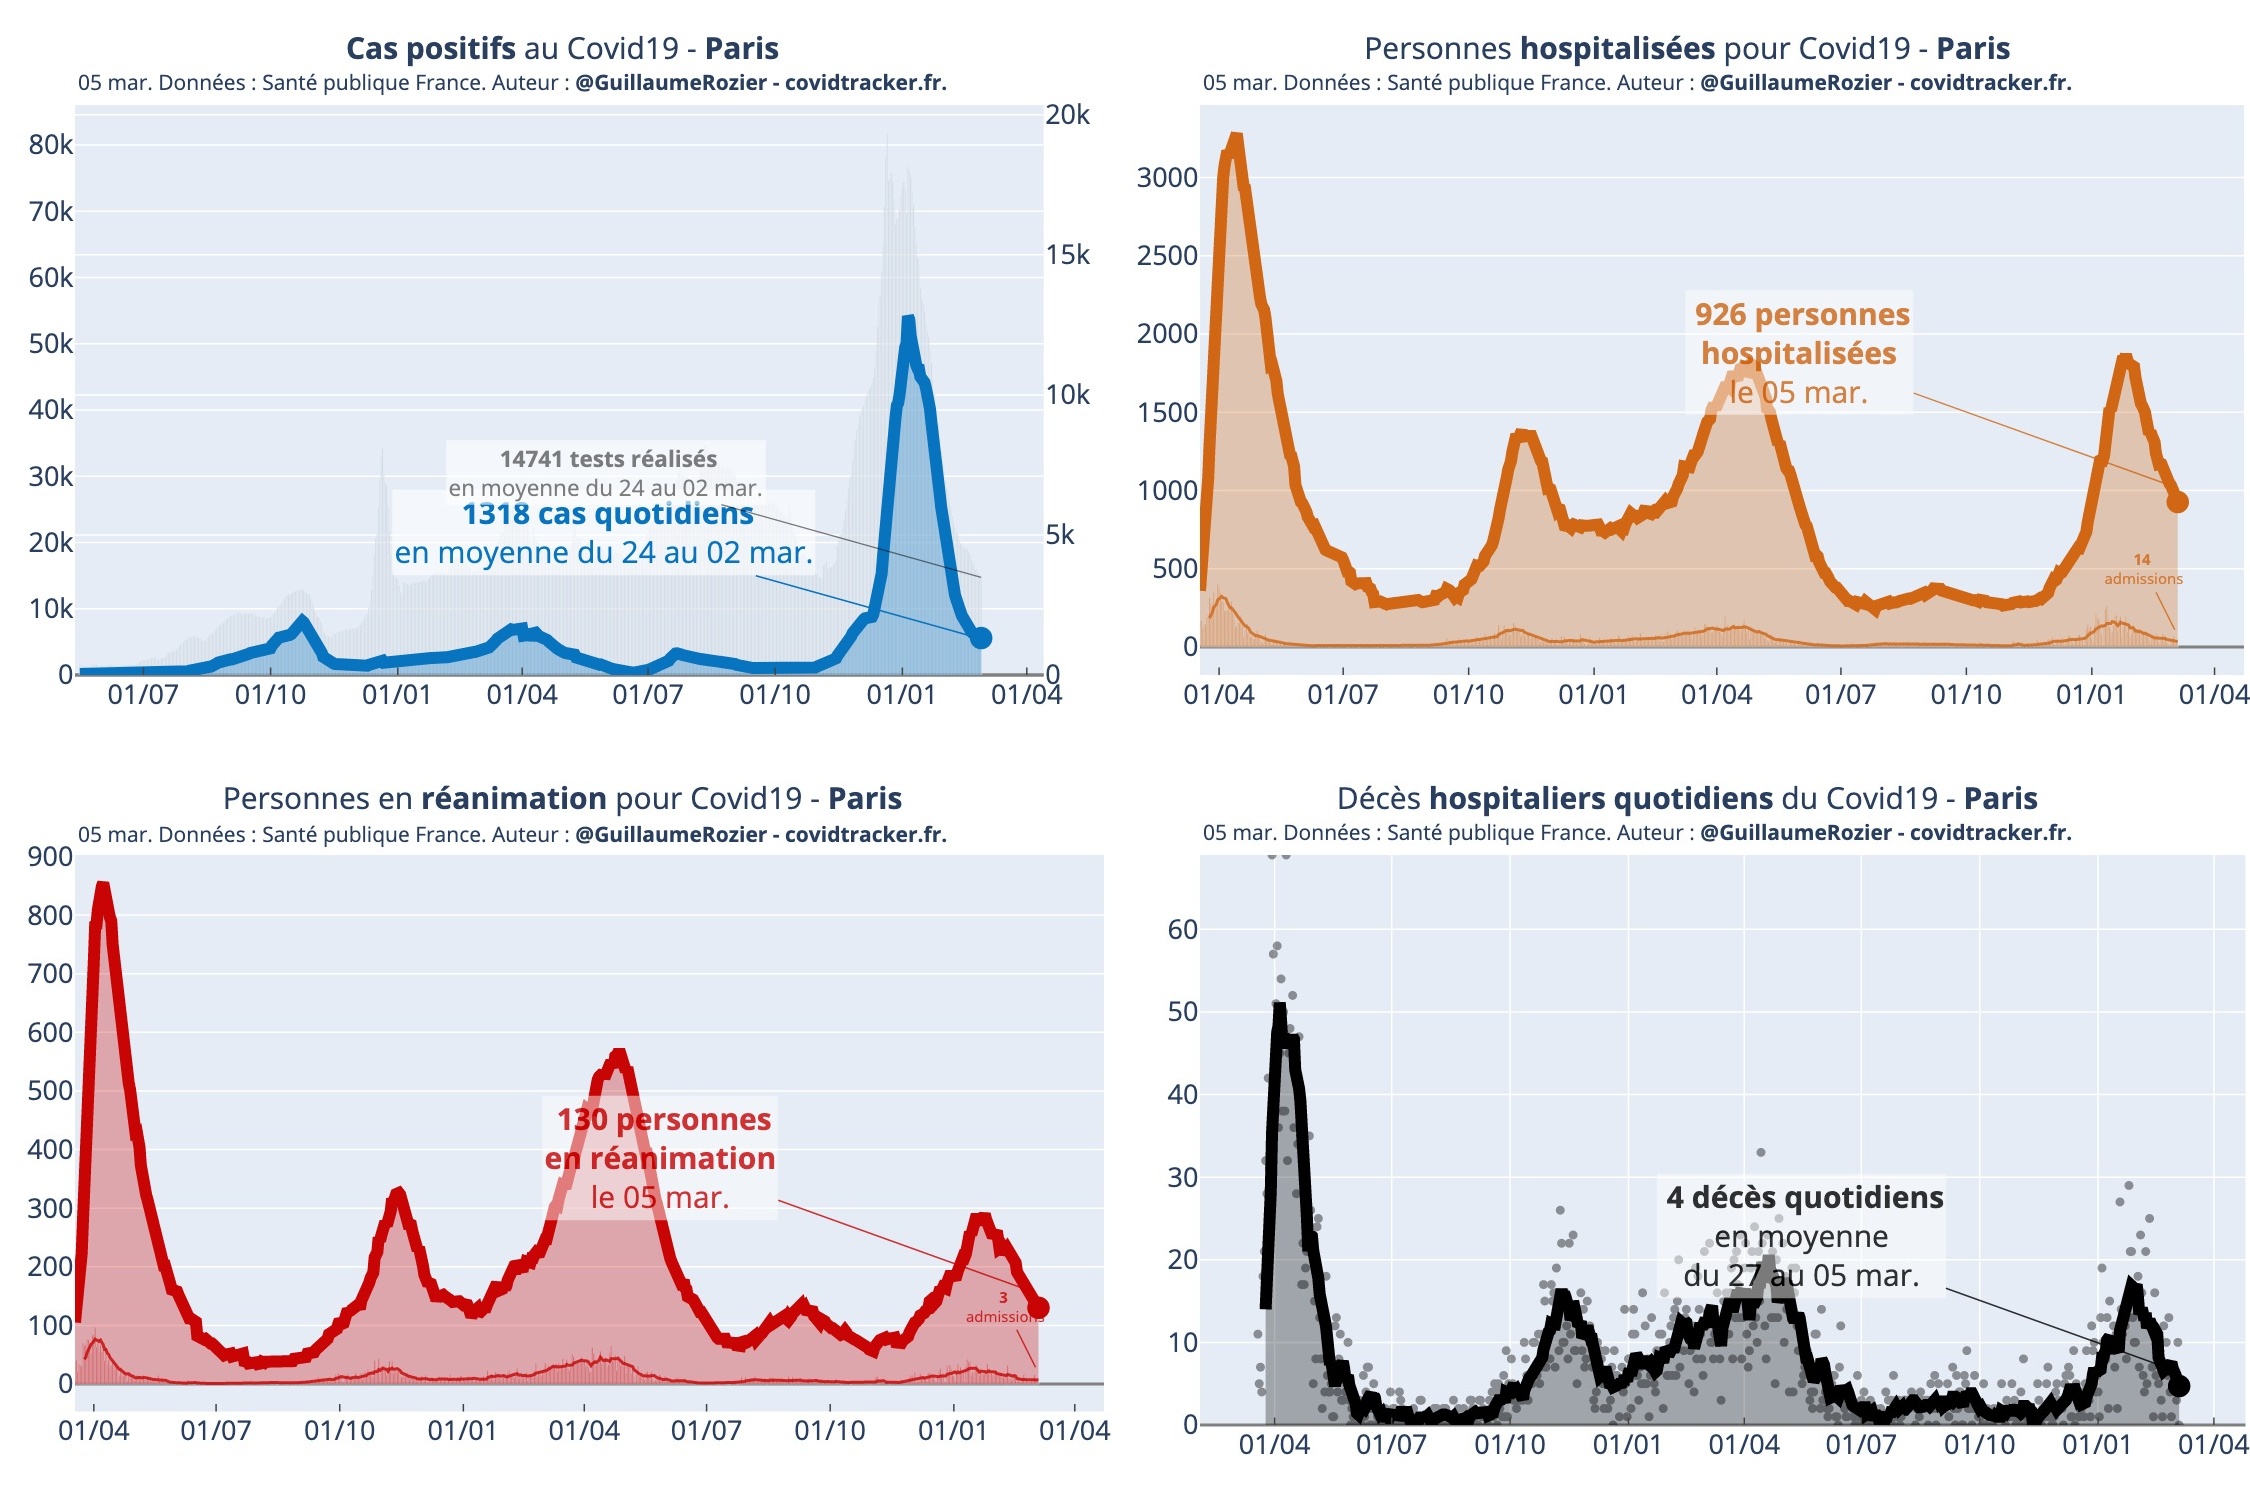 Cas positifs au Covid19 - Paris
05 mar. Données : Santé publique France. Auteur : @GuillaumeRozier - covidtracker.fr.
80k
70k
60k
50k
40k
30k
20k
10k
0
20k
15k
10k
5k
0
14741 tests réalisés
en moyenne du 24 au 02 mar.
1318 cas quotidiens
en moyenne du 24 au 02 mar.
01/07 01/10 01/01 01/04 01/07 01/10 01/01 01/04
Personnes hospitalisées pour Covid19 - Paris
05 mar. Données : Santé publique France. Auteur : @GuillaumeRozier - covidtracker.fr.
3000
2500
2000
1500
1000
500
0
926 personnes
hospitalisées
le 05 mar.
14
admissions
01/04 01/07 01/10 01/01 01/04 01/07 01/10 01/01 01/04
Personnes en réanimation pour Covid19 - Paris
05 mar. Données : Santé publique France. Auteur : @GuillaumeRozier - covidtracker.fr.
900
800
700
600
500
400
300
200
100
0
130 personnes
en réanimation
le 05 mar.
3
admissions
01/04 01/07 01/10 01/01 01/04 01/07 01/10 01/01 01/04
Décès hospitaliers quotidiens du Covid19 - Paris
05 mar. Données : Santé publique France. Auteur : @GuillaumeRozier - covidtracker.fr.
60
50
40
30
20
10
0
4 décès quotidiens
en moyenne
du 27 au 05 mar.
01/04 01/07 01/10 01/01 01/04 01/07 01/10 01/01 01/04